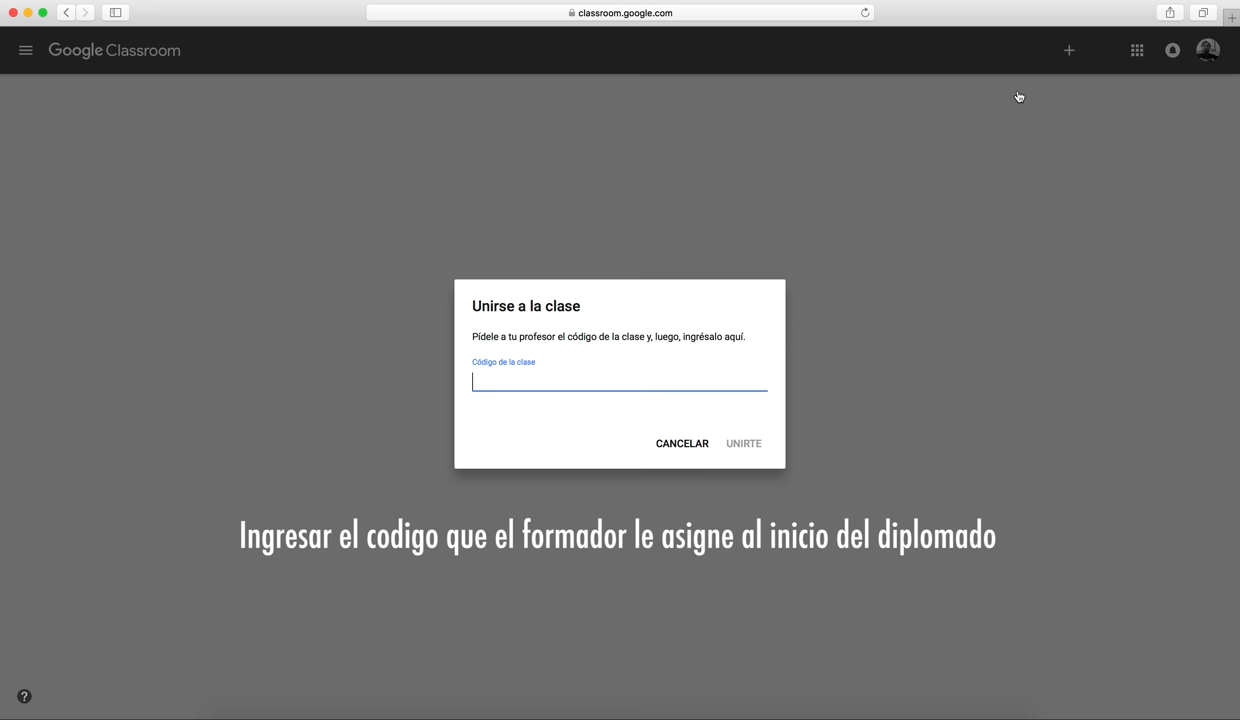 classroom.google.com
Google Classroom
Unirse a la clase
Pídele a tu profesor el código de la clase y, luego, ingrésalo aquí.
Código de la clase
CANCELAR UNIRTE
Ingresar el codigo que el formador le asigne al inicio del diplomado
?